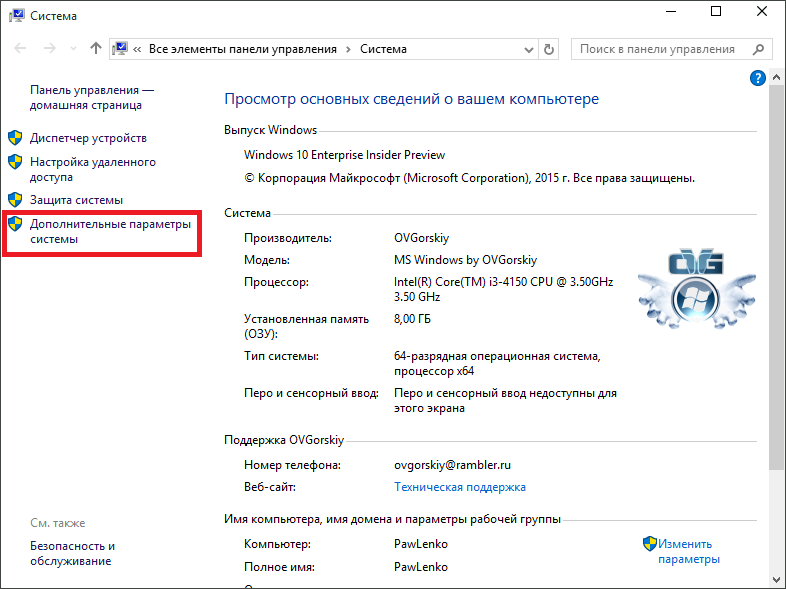 Система
« Все элементы панели управления › Система
Поиск в панели управления
?
Панель управления —
домашняя страница
Диспетчер устройств
Настройка удаленного
доступа
Защита системы
Дополнительные параметры
системы
См. также
Безопасность и
обслуживание
Просмотр основных сведений о вашем компьютере
Выпуск Windows
Windows 10 Enterprise Insider Preview
© Корпорация Майкрософт (Microsoft Corporation), 2015 г. Все права защищены.
Система
Производитель: OVGorskiy
Модель: MS Windows by OVGorskiy
Процессор: Intel(R) Core(TM) i3-4150 CPU @ 3.50GHz
3.50 GHz
Установленная память 8,00 ГБ
(ОЗУ):
Тип системы: 64-разрядная операционная система,
процессор x64
Перо и сенсорный ввод: Перо и сенсорный ввод недоступны для
этого экрана
OVG
Поддержка OVGorskiy
Номер телефона: ovgorskiy@rambler.ru
Веб-сайт: Техническая поддержка
Имя компьютера, имя домена и параметры рабочей группы
Компьютер: PawLenko
Полное имя: PawLenko
Изменить
параметры